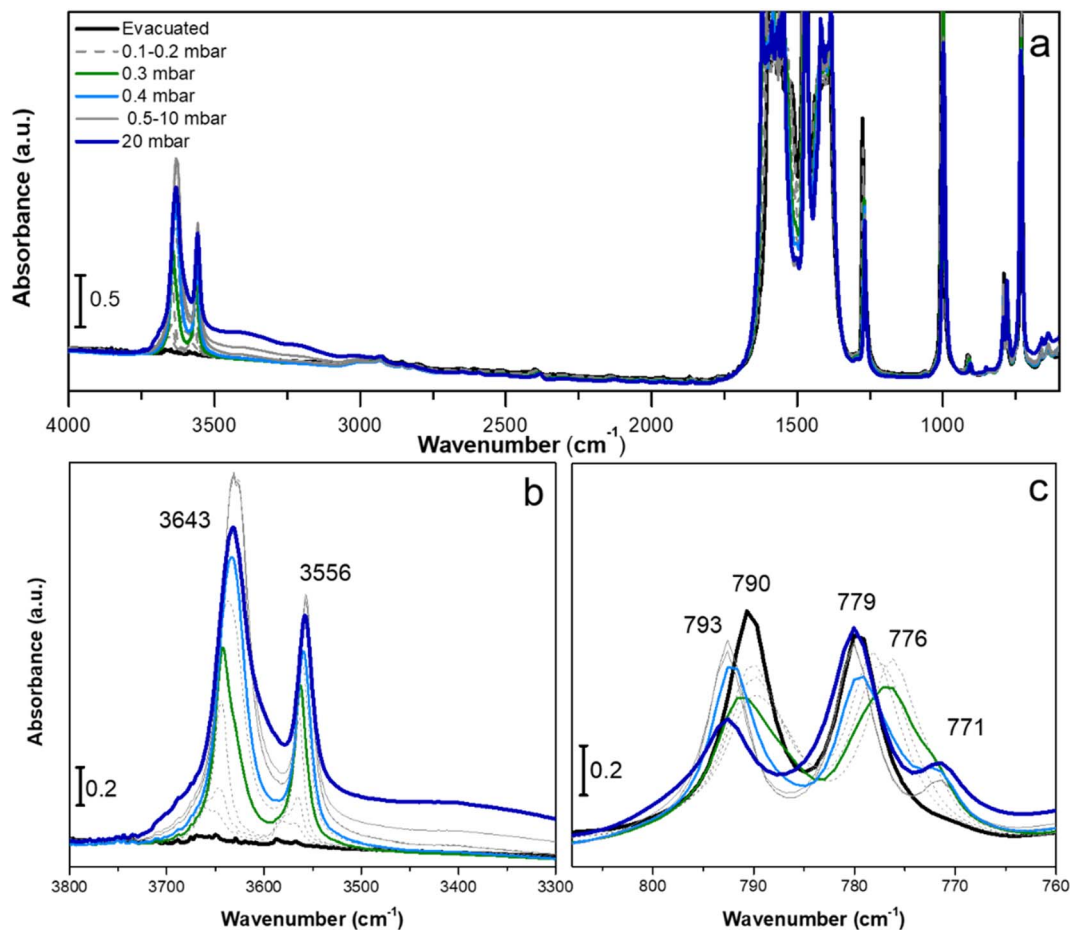 a
Evacuated
0.1-0.2 mbar
0.3 mbar
0.4 mbar
0.5-10 mbar
20 mbar
Absorbance (a.u.)
0.5
4000 3500 3000 2500 2000 1500 1000
Wavenumber (cm⁻¹)
b
3643
3556
Absorbance (a.u.)
0.2
3800 3700 3600 3500 3400 3300
Wavenumber (cm⁻¹)
c
790
779
793
776
771
0.2
800 790 780 770 760
Wavenumber (cm⁻¹)